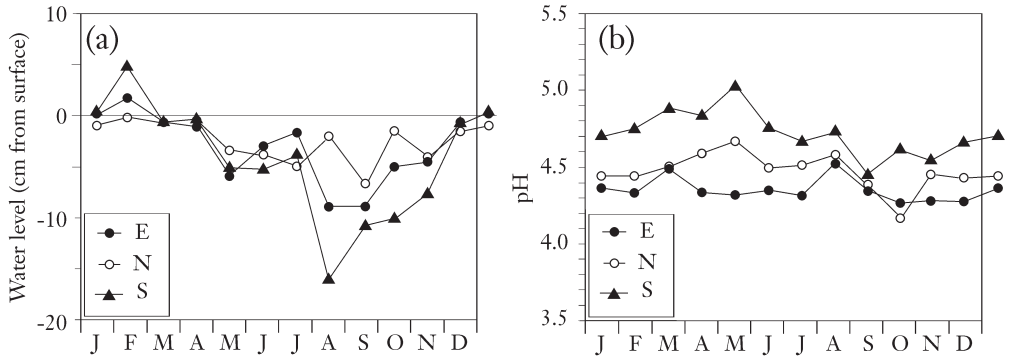 (a)
Water level (cm from surface)
10
0
-10
-20
E
N
S
J F M A M J J A S O N D
(b)
pH
5.5
5.0
4.5
4.0
3.5
E
N
S
J F M A M J J A S O N D